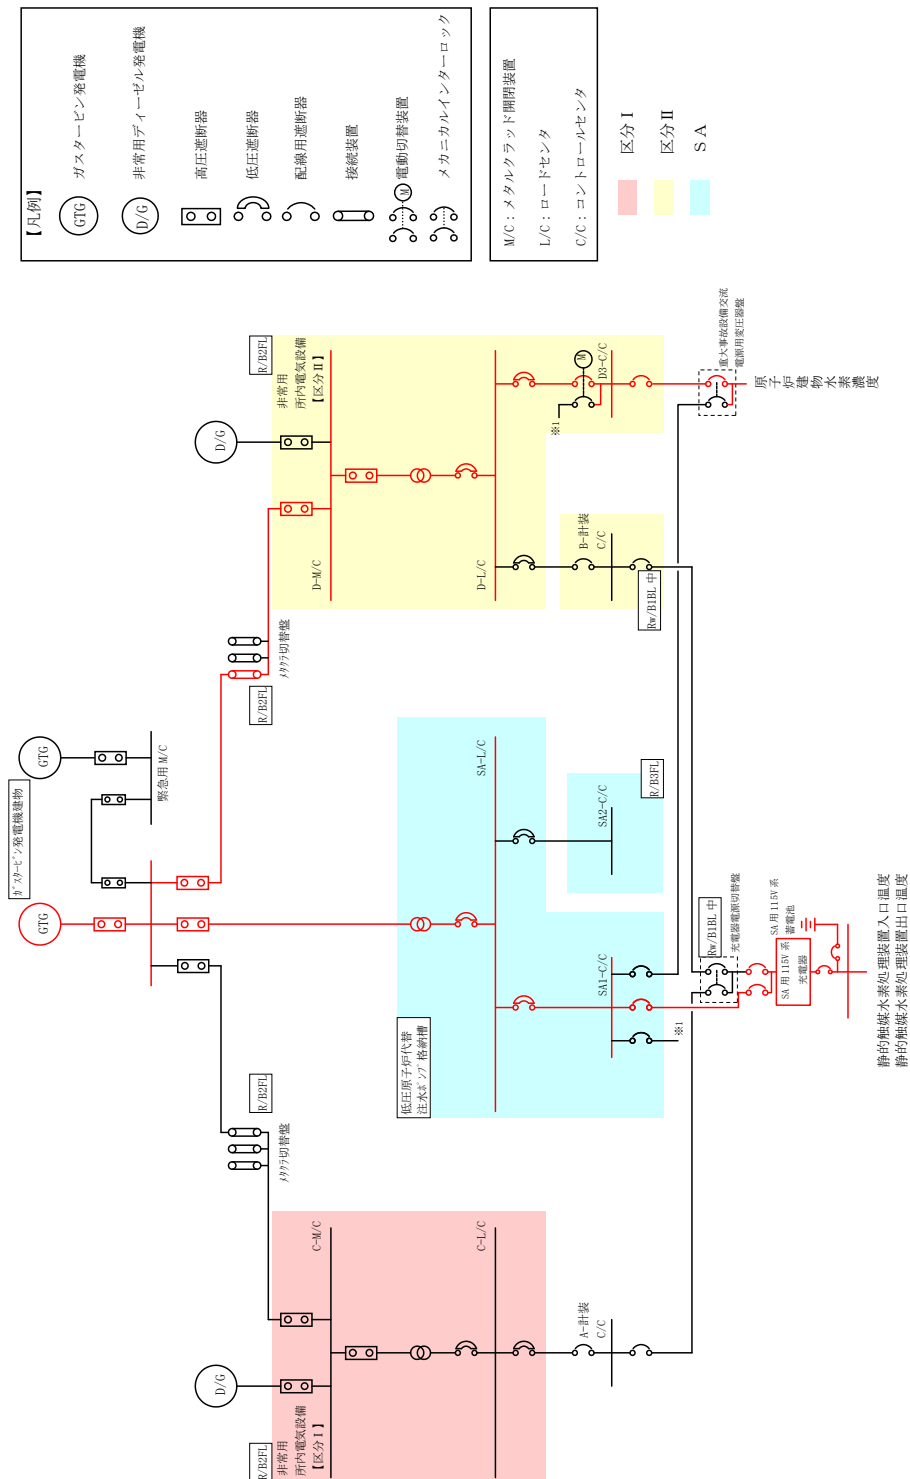 【凡例】
GTG
ガスタービン発電機
D/G
非常用ディーゼル発電機
高圧遮断器
低圧遮断器
配線用遮断器
接続装置
M
電動切替装置
メカニカルインターロック
M/C：メタルクラッド開閉装置
L/C：ロードセンタ
C/C：コントロールセンタ
区分Ⅰ
区分Ⅱ
ＳＡ
ｶﾞｽﾀｰﾋﾞﾝ発電機建物
GTG
GTG
緊急用 M/C
R/B2FL
ﾒﾀｸﾗ切替盤
R/B2FL
ﾒﾀｸﾗ切替盤
R/B2FL
非常用
所内電気設備
【区分Ⅰ】
D/G
C-M/C
C-L/C
A-計装
C/C
低圧原子炉代替
注水ﾎﾟﾝﾌﾟ格納槽
SA-L/C
SA1-C/C
※1
SA2-C/C
R/B3FL
R/B2FL
非常用
所内電気設備
【区分Ⅱ】
D/G
D-M/C
D-L/C
B-計装
C/C
Rw/B1BL 中
※1
M
D3-C/C
重大事故設備交流
電源用変圧器盤
原子炉建物水素濃度
Rw/B1BL 中
充電器電源切替盤
SA 用 115V 系
充電器
SA 用 115V 系
蓄電池
静的触媒水素処理装置入口温度
静的触媒水素処理装置出口温度